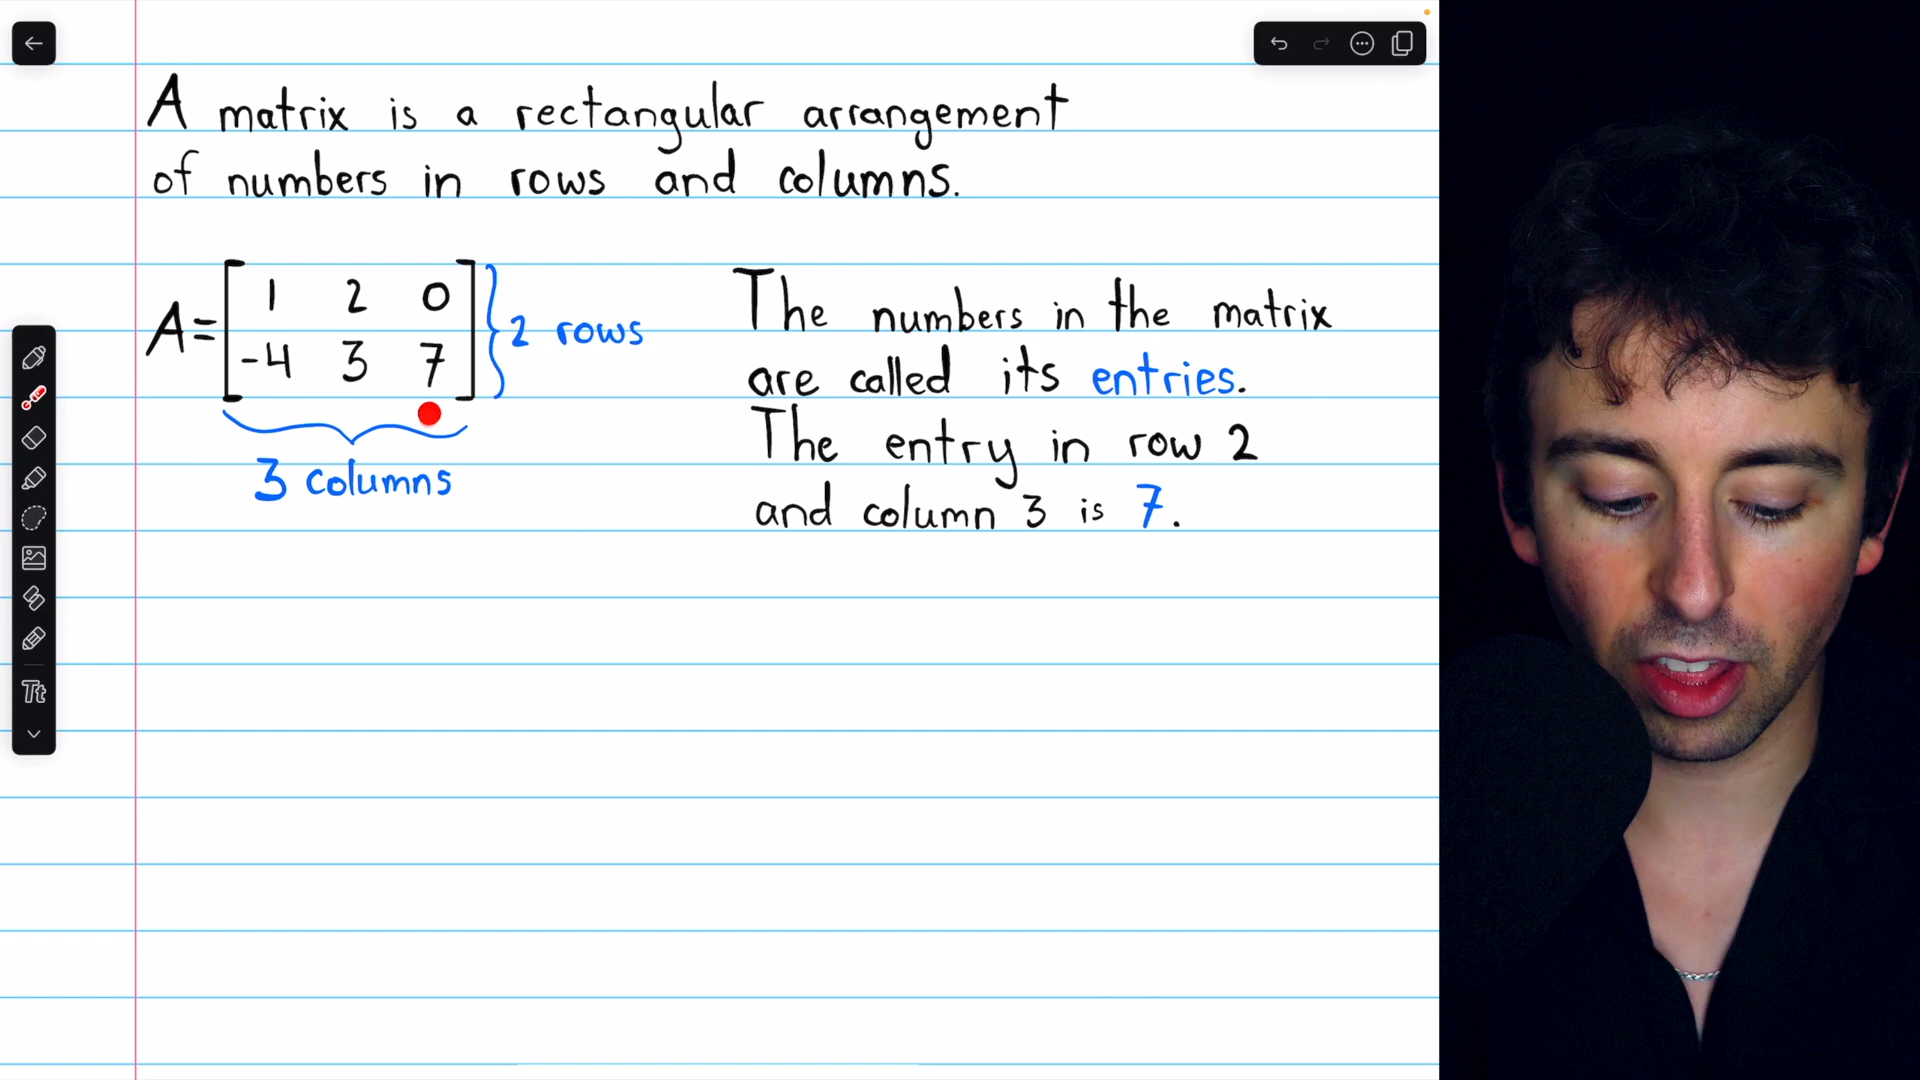 A matrix is a rectangular arrangement
of numbers in rows and columns.
A= [ 1 2 0
-4 3 7 ]
2 rows
3 columns
The numbers in the matrix
are called its entries.
The entry in row 2
and column 3 is 7.
Tt